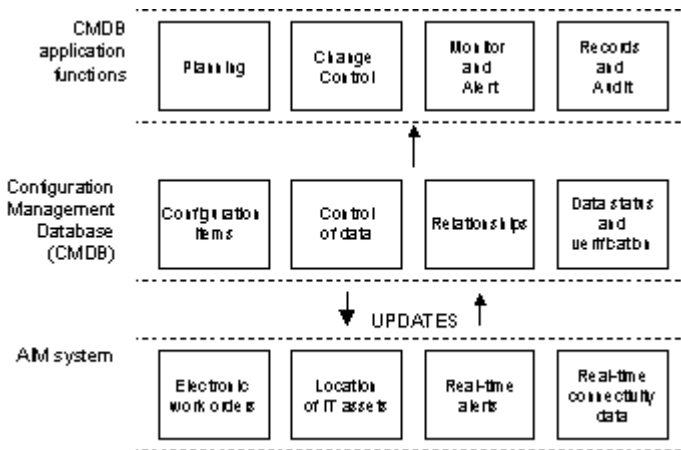 CMDB
application
functions
Planning
Change
Control
Monitor
and
Alert
Records
and
Audit
Configuration
Management
Database
(CMDB)
Configuration
items
Control
of data
Relationships
Data status
and
verification
UPDATES
AIM system
Electronic
work orders
Location
of IT assets
Real-time
alerts
Real-time
connectivity
data